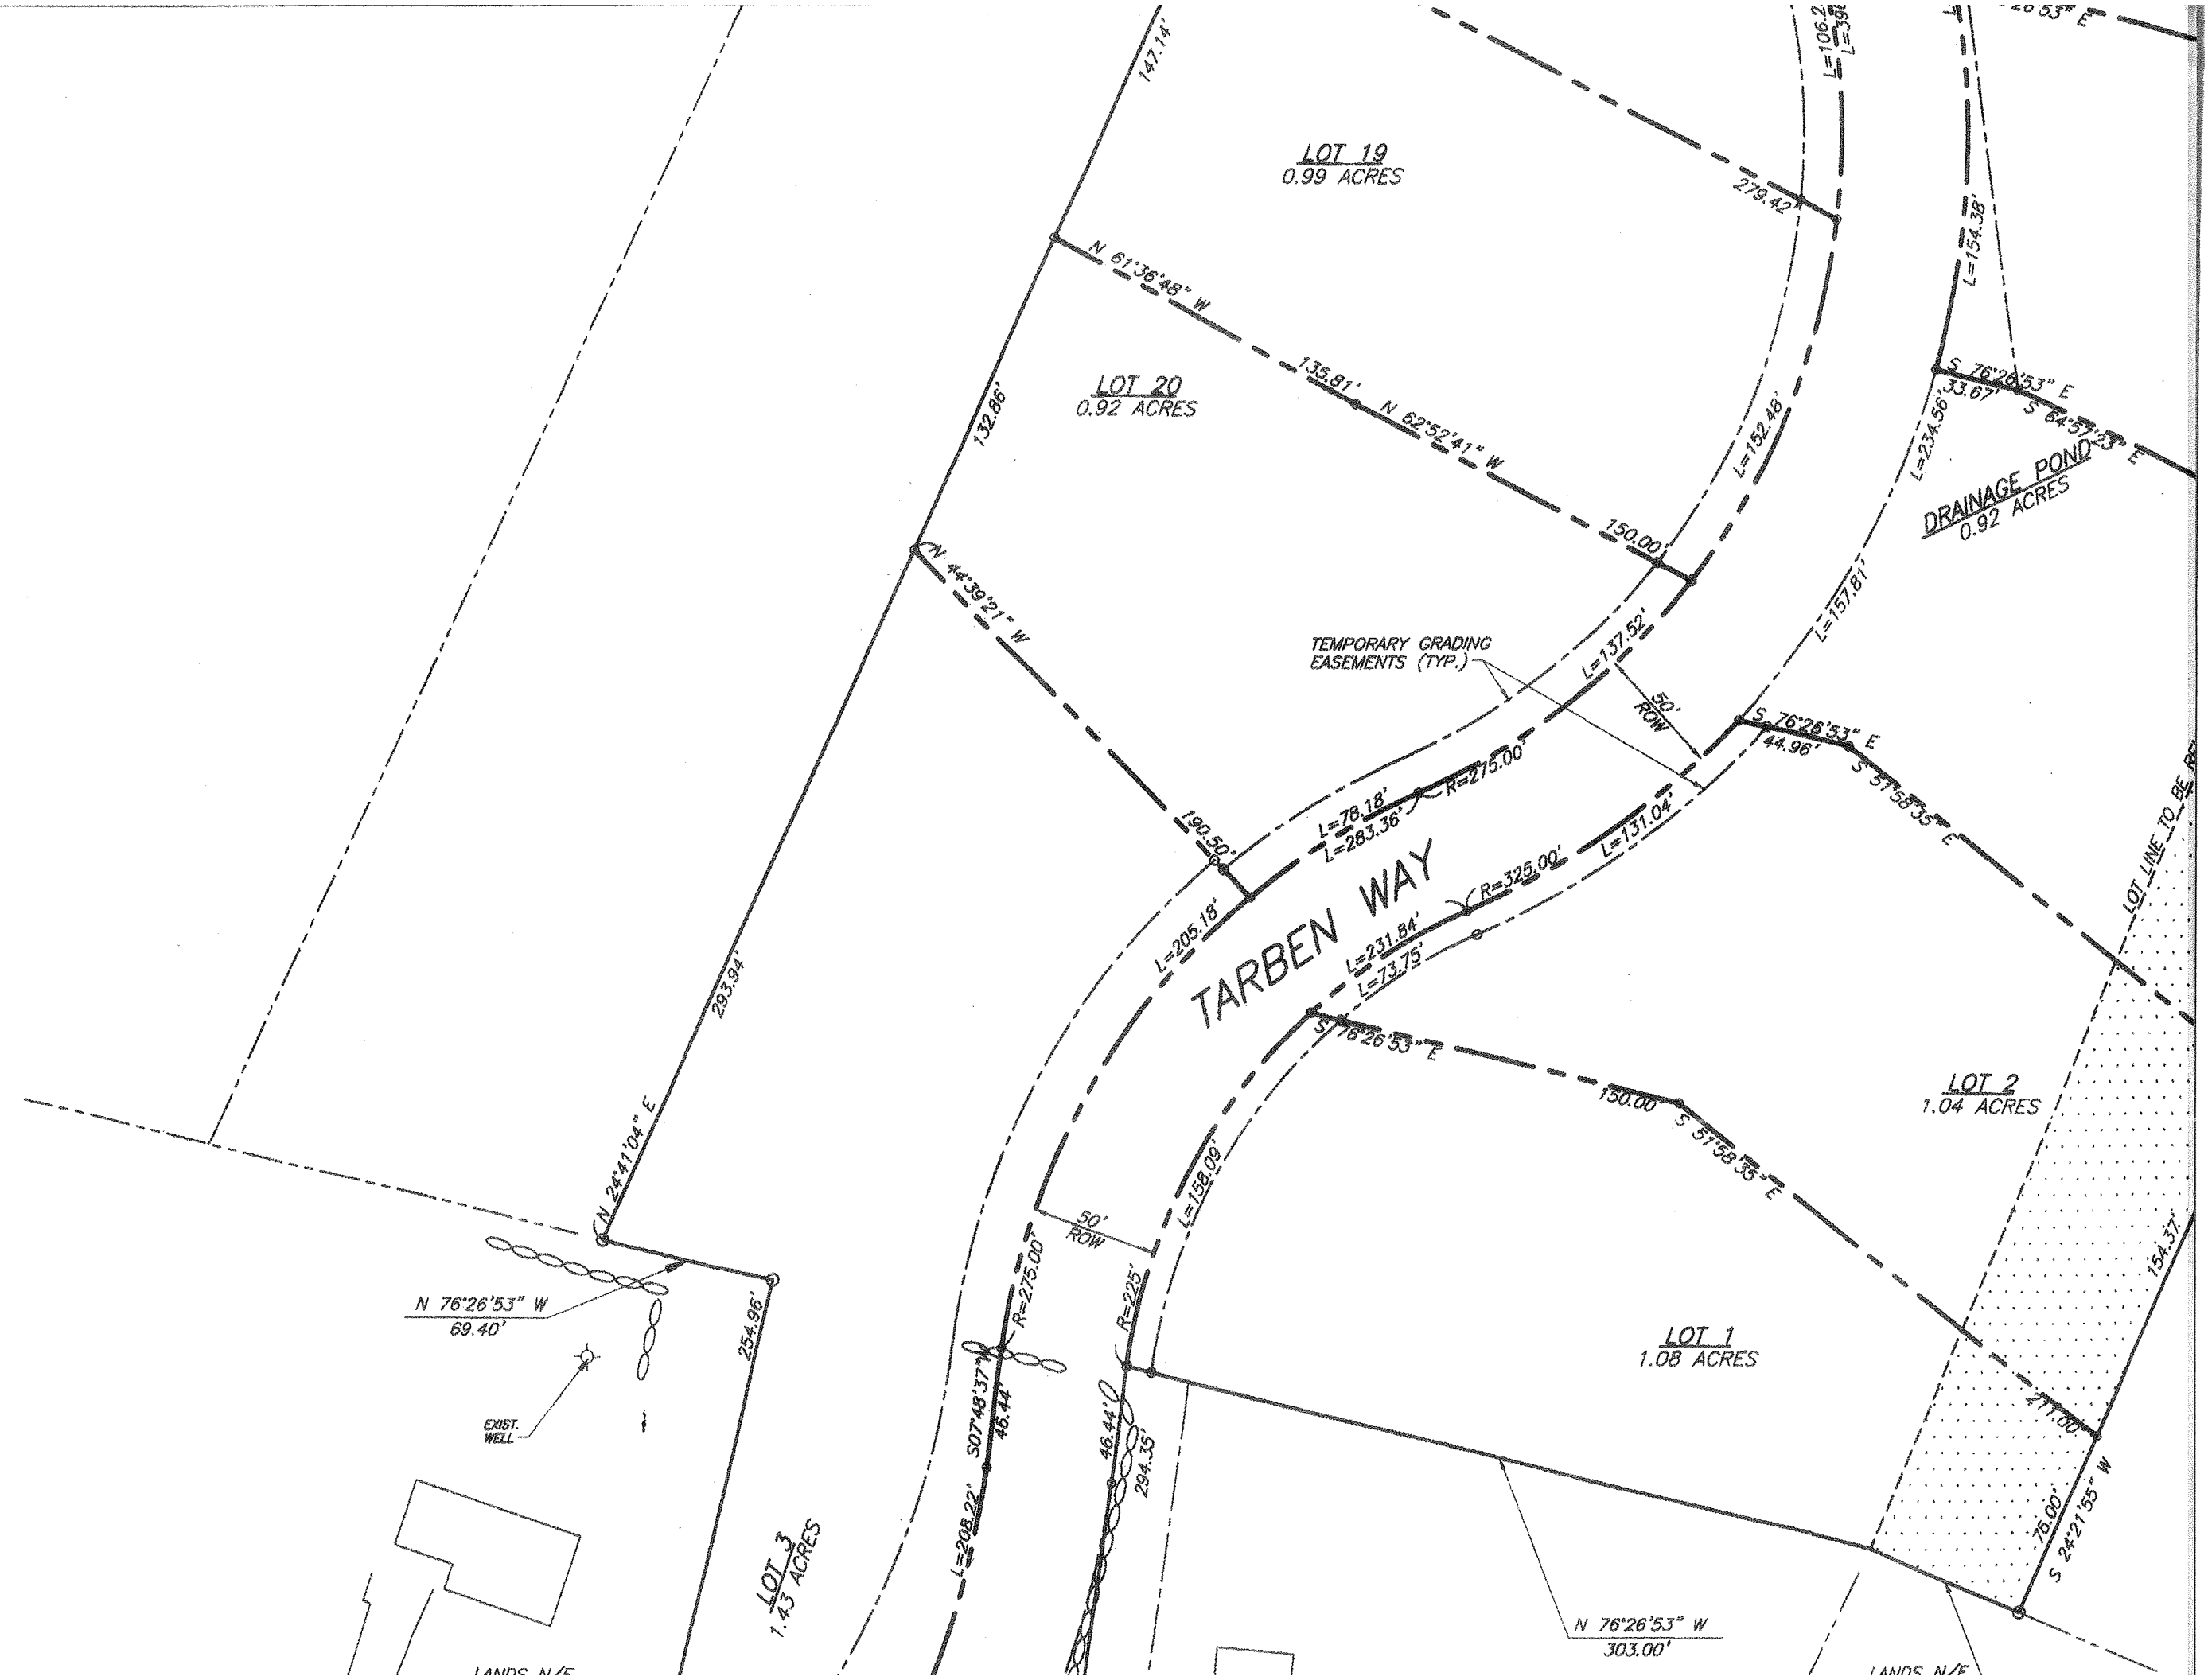 147.14'
L=106.2
L=154.38'
LOT 19
0.99 ACRES
279.42'
N 61°36'48" W
135.81'
N 62°52'41" W
150.00'
132.86'
LOT 20
0.92 ACRES
L=152.48'
S 76°26'53" E
33.67'
S 64°57'23" E
L=234.56'
DRAINAGE POND
0.92 ACRES
L=157.81'
N 44°39'21" W
190.50'
TEMPORARY GRADING
EASEMENTS (TYP.)
L=137.52'
50'
ROW
S 76°26'53" E
44.96'
S 51°58'35" E
LOT LINE TO BE
R=275.00'
L=78.18'
L=283.36'
L=131.04'
R=325.00'
L=205.18'
TARBEN WAY
L=231.84'
L=73.75'
293.94'
S 76°26'53" E
150.00'
S 51°58'35" E
LOT 2
1.04 ACRES
N 24°41'04" E
L=158.09'
50'
ROW
154.37'
N 76°26'53" W
69.40'
254.96'
R=275.00'
R=225'
LOT 1
1.08 ACRES
EXIST.
WELL
S07°48'37"W
46.44'
46.44'
294.35'
211.00'
76.00'
S 24°21'55" W
L=208.22'
LOT 3
1.43 ACRES
N 76°26'53" W
303.00'
LANDS N/F
LANDS N/F